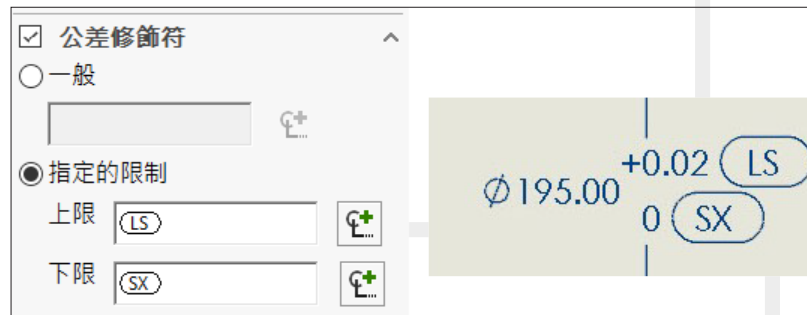 公差修飾符
一般
指定的限制
上限 LS
下限 SX
+0.02 LS
⌀195.00
0 SX